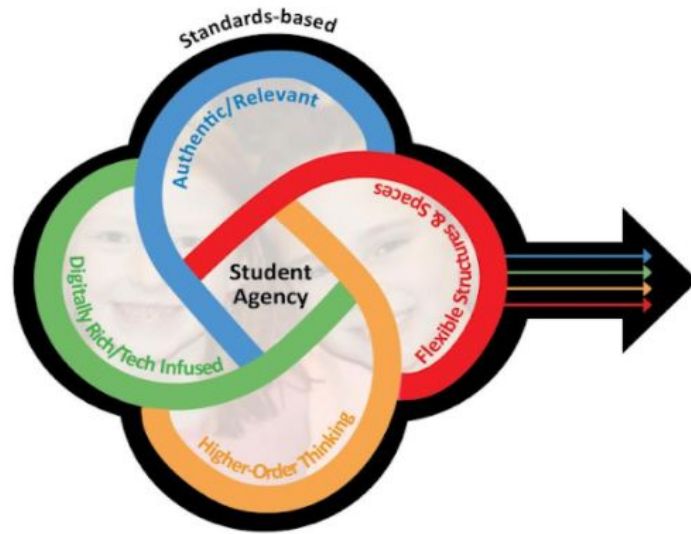 Standards-based
Authentic/Relevant
Flexible Structures & Spaces
Student
Agency
Digitally Rich/Tech Infused
Higher-Order Thinking